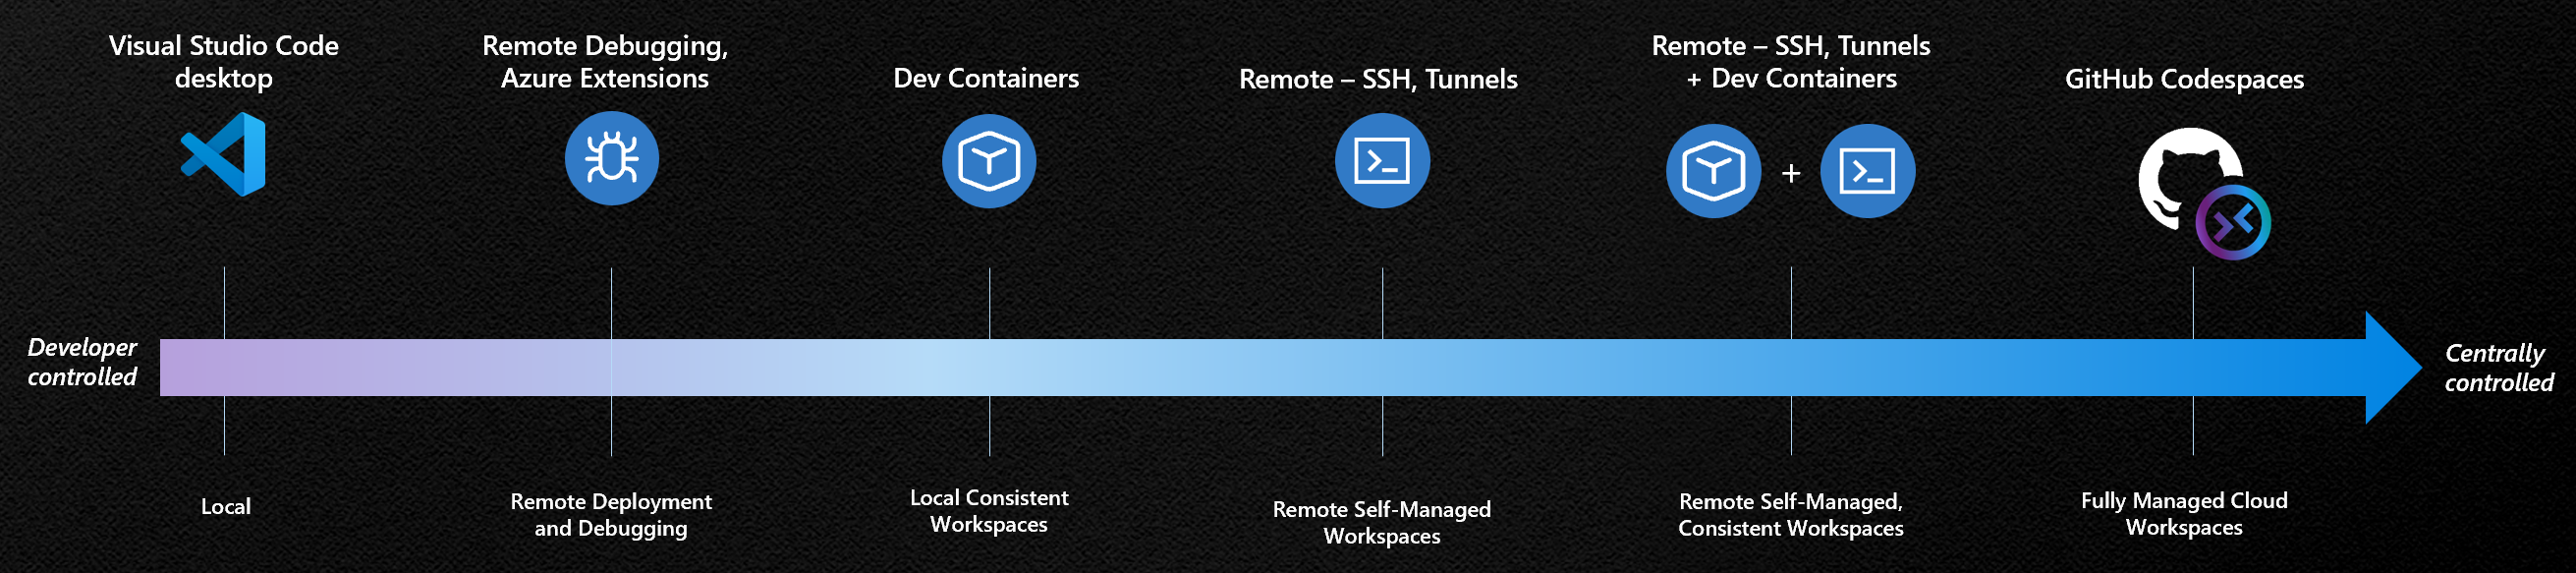 Visual Studio Code
desktop
Remote Debugging,
Azure Extensions
Dev Containers
Remote – SSH, Tunnels
Remote – SSH, Tunnels
+ Dev Containers
+
GitHub Codespaces
Developer
controlled
Centrally
controlled
Local
Remote Deployment
and Debugging
Local Consistent
Workspaces
Remote Self-Managed
Workspaces
Remote Self-Managed,
Consistent Workspaces
Fully Managed Cloud
Workspaces